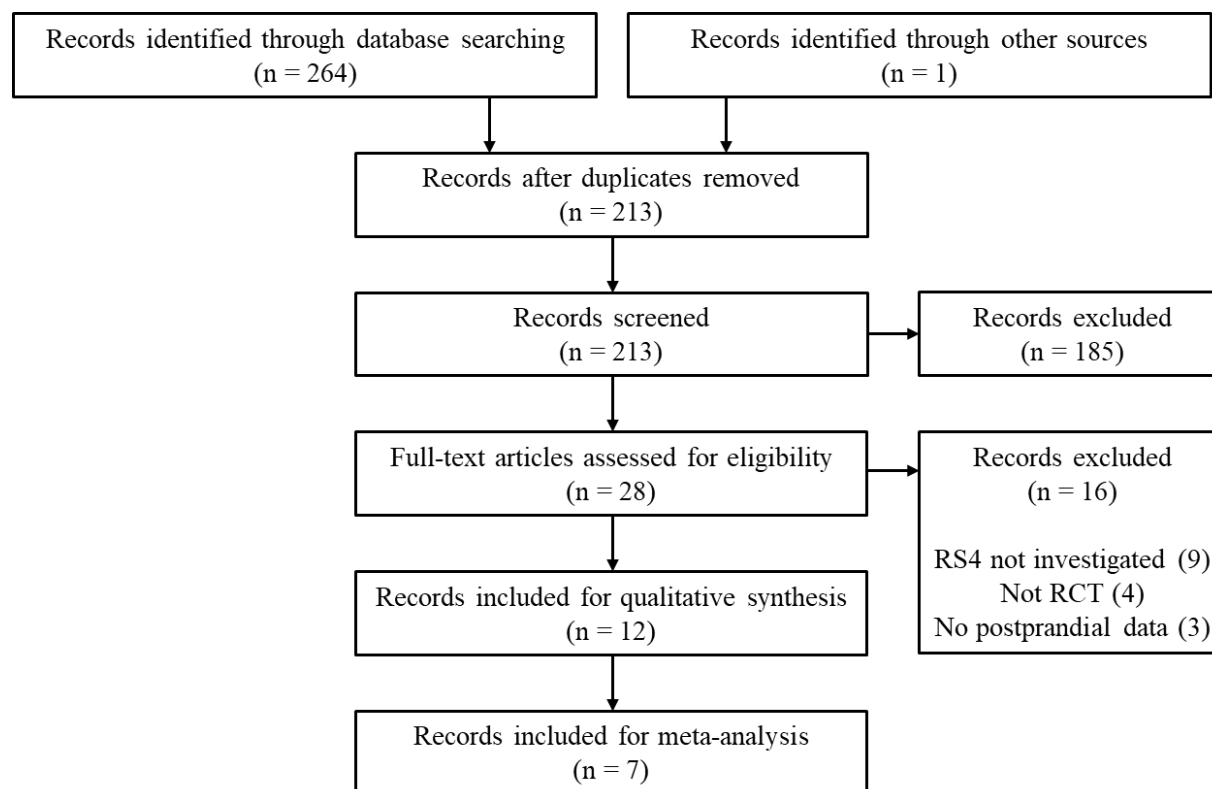 Records identified through database searching
(n = 264)
Records identified through other sources
(n = 1)
Records after duplicates removed
(n = 213)
Records screened
(n = 213)
Records excluded
(n = 185)
Full-text articles assessed for eligibility
(n = 28)
Records excluded
(n = 16)
RS4 not investigated (9)
Not RCT (4)
No postprandial data (3)
Records included for qualitative synthesis
(n = 12)
Records included for meta-analysis
(n = 7)